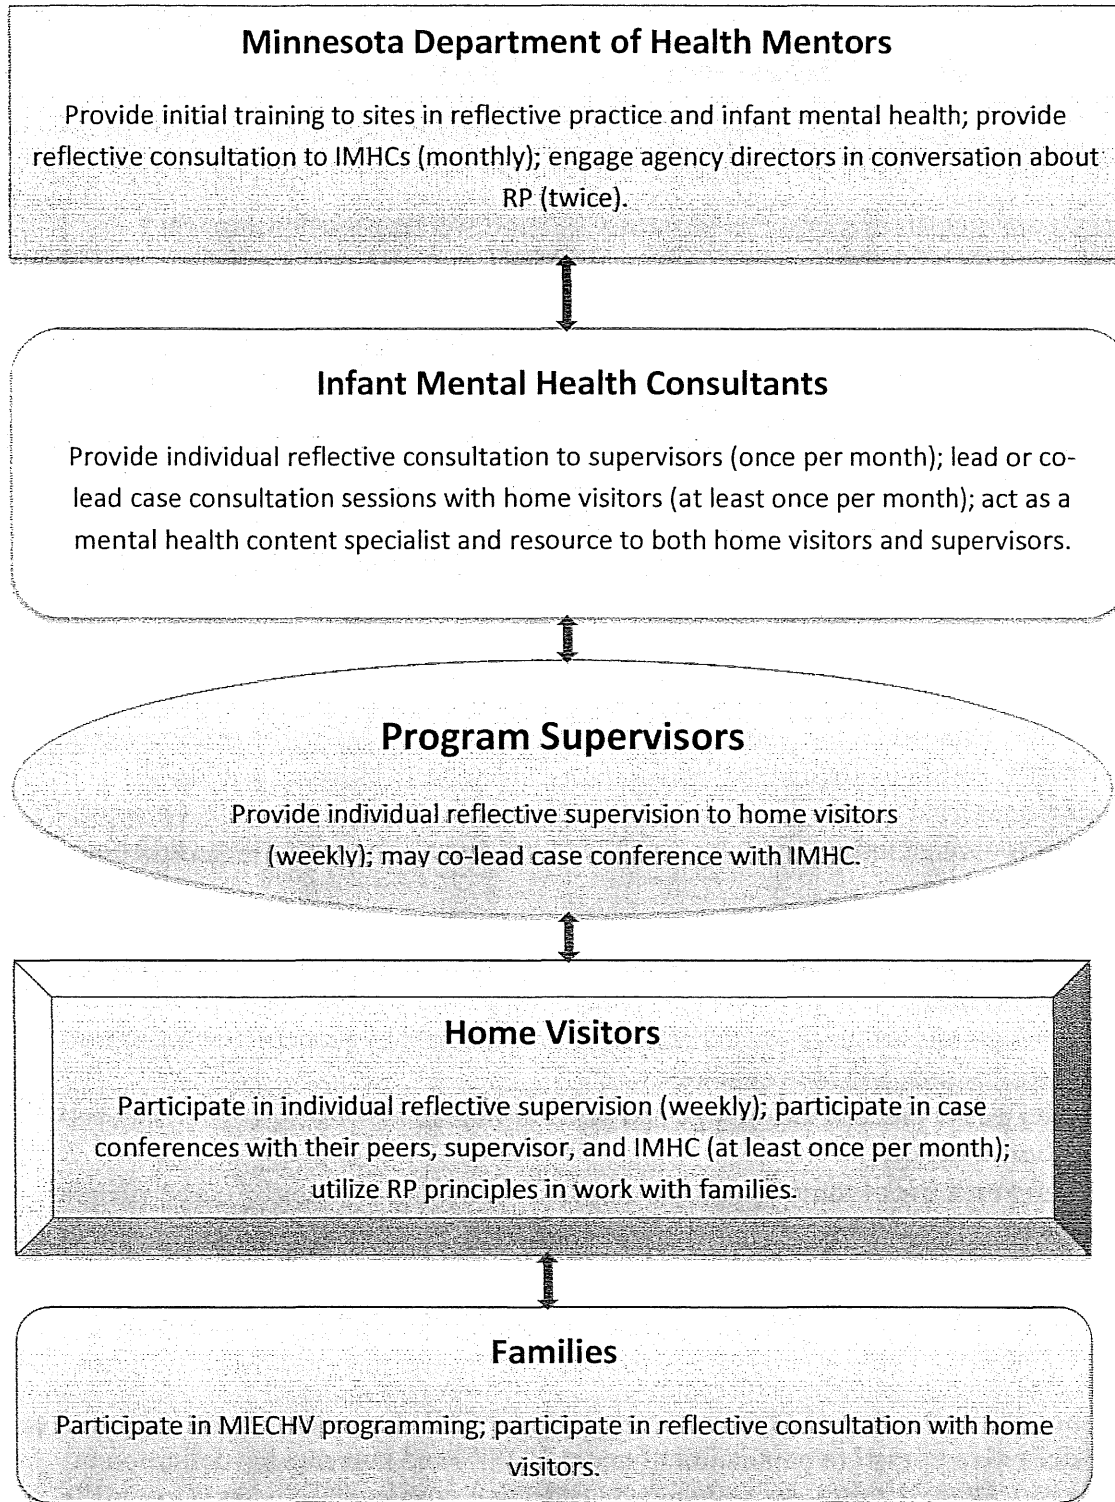 Minnesota Department of Health Mentors
Provide initial training to sites in reflective practice and infant mental health; provide
reflective consultation to IMHCs (monthly); engage agency directors in conversation about
RP (twice).
Infant Mental Health Consultants
Provide individual reflective consultation to supervisors (once per month); lead or co-
lead case consultation sessions with home visitors (at least once per month); act as a
mental health content specialist and resource to both home visitors and supervisors.
Program Supervisors
Provide individual reflective supervision to home visitors
(weekly); may co-lead case conference with IMHC.
Home Visitors
Participate in individual reflective supervision (weekly); participate in case
conferences with their peers, supervisor, and IMHC (at least once per month);
utilize RP principles in work with families.
Families
Participate in MIECHV programming; participate in reflective consultation with home
visitors.